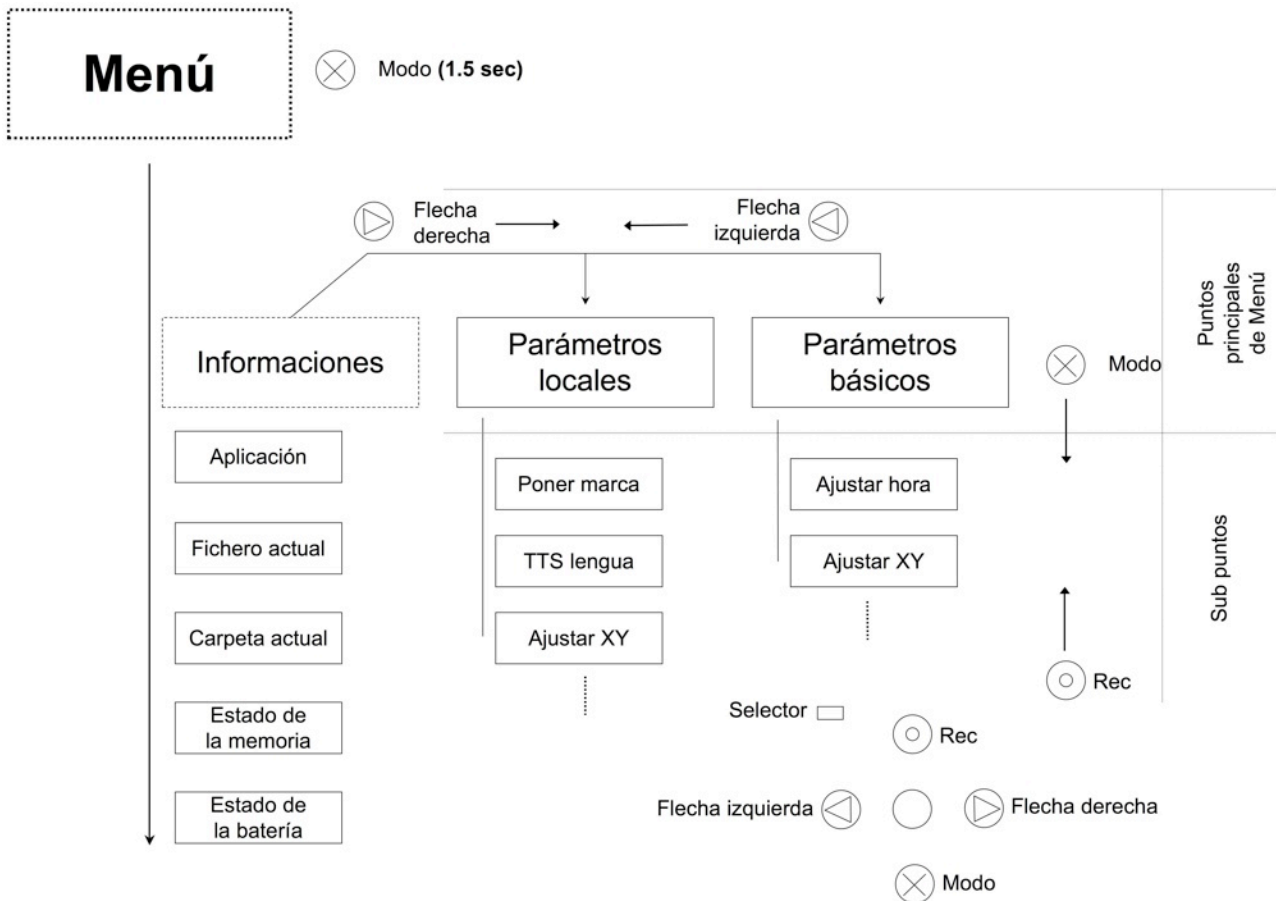 Menú
Modo (1.5 sec)
Flecha
derecha
Flecha
izquierda
Puntos
principales
de Menú
Informaciones
Parámetros
locales
Parámetros
básicos
Modo
Aplicación
Poner marca
Ajustar hora
Fichero actual
TTS lengua
Ajustar XY
Sub puntos
Carpeta actual
Ajustar XY
Rec
Estado de
la memoria
Selector
Rec
Estado de
la batería
Flecha izquierda
Flecha derecha
Modo